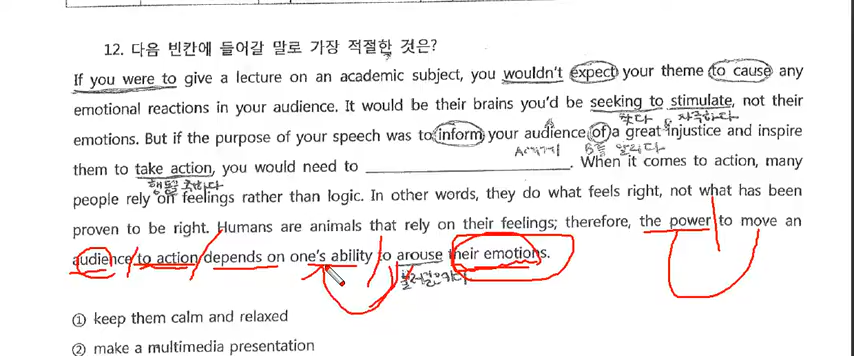 12. 다음 빈칸에 들어갈 말로 가장 적절한 것은?
If you were to give a lecture on an academic subject, you wouldn't expect your theme to cause any
emotional reactions in your audience. It would be their brains you'd be seeking to stimulate, not their
찾다 자극하다
emotions. But if the purpose of your speech was to inform your audience of a great injustice and inspire
A에게 B를 알리다
them to take action, you would need to ______________________. When it comes to action, many
행동을 취하다
people rely on feelings rather than logic. In other words, they do what feels right, not what has been
proven to be right. Humans are animals that rely on their feelings; therefore, the power to move an
audience to action depends on one's ability to arouse their emotions.
① keep them calm and relaxed
② make a multimedia presentation